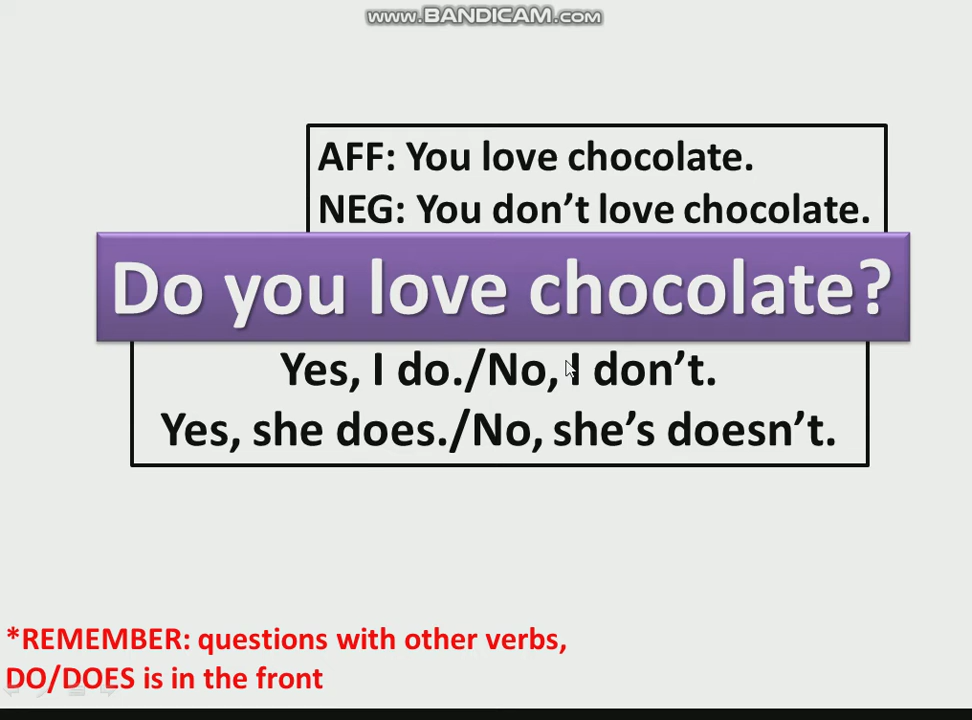 www.BANDICAM.com
AFF: You love chocolate.
NEG: You don't love chocolate.
Do you love chocolate?
Yes, I do./No, I don't.
Yes, she does./No, she's doesn't.
*REMEMBER: questions with other verbs,
DO/DOES is in the front